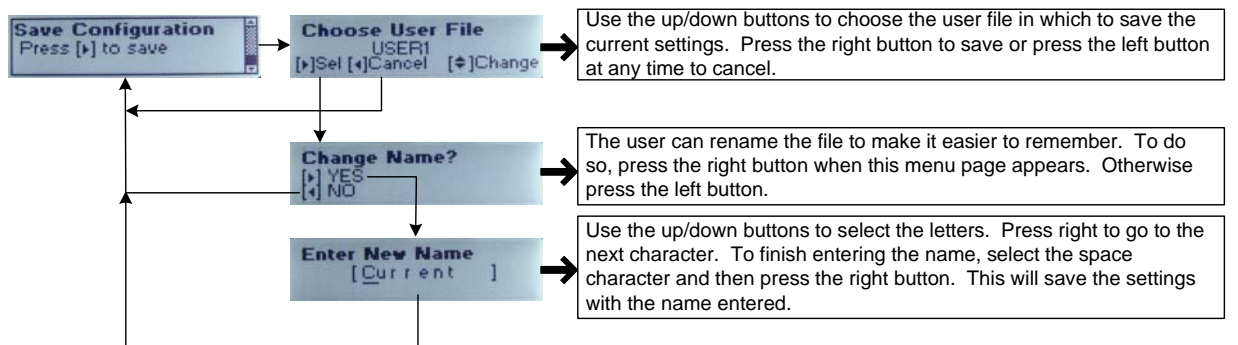 Save Configuration
Press [▸] to save
Choose User File
USER1
[▸]Sel [◂]Cancel [♦]Change
Use the up/down buttons to choose the user file in which to save the
current settings. Press the right button to save or press the left button
at any time to cancel.
Change Name?
[▸] YES
[◂] NO
The user can rename the file to make it easier to remember. To do
so, press the right button when this menu page appears. Otherwise
press the left button.
Enter New Name
[Current ]
Use the up/down buttons to select the letters. Press right to go to the
next character. To finish entering the name, select the space
character and then press the right button. This will save the settings
with the name entered.